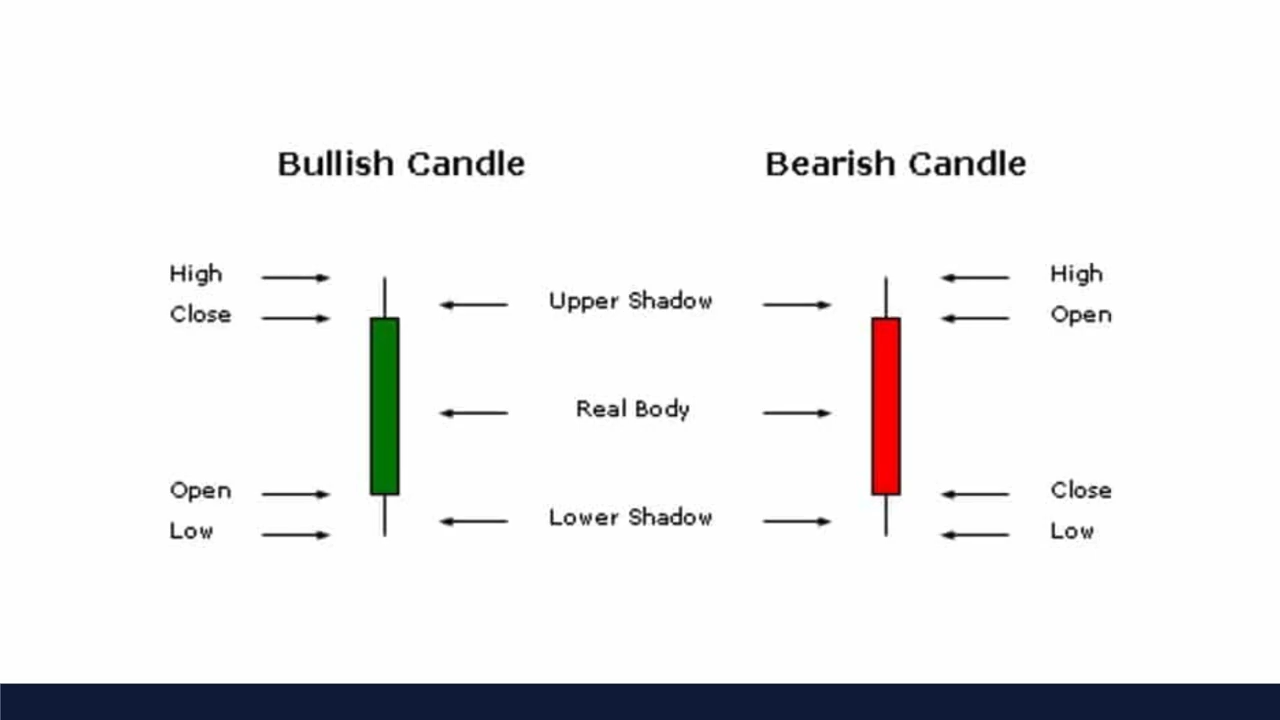 Bullish Candle
Bearish Candle
High
Close
Open
Low
Upper Shadow
Real Body
Lower Shadow
High
Open
Close
Low